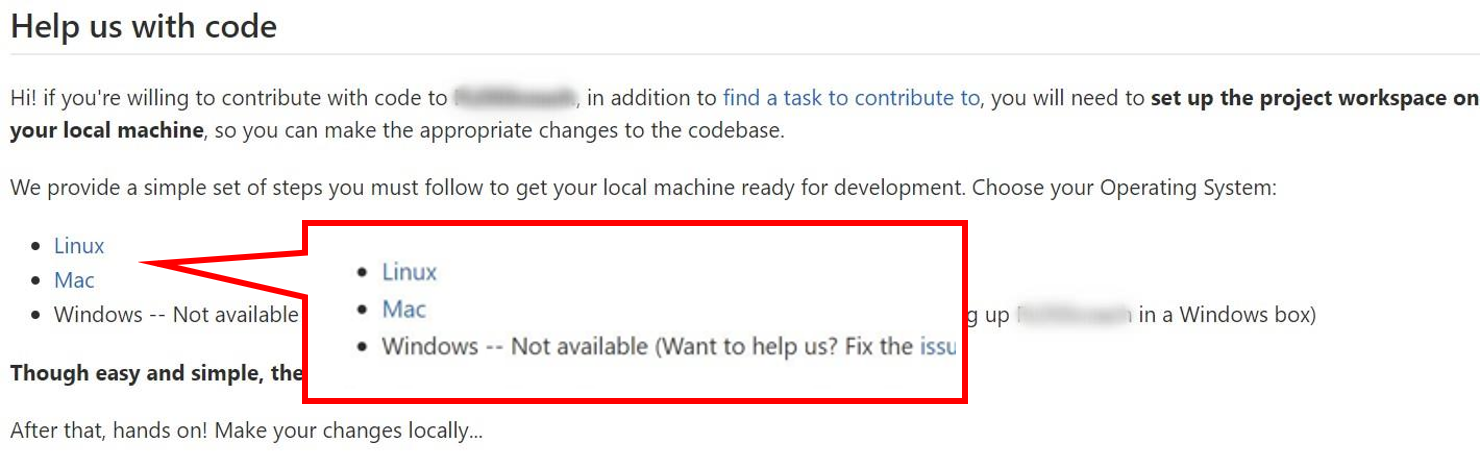 Help us with code
Hi! if you're willing to contribute with code to , in addition to find a task to contribute to, you will need to set up the project workspace on
your local machine, so you can make the appropriate changes to the codebase.
We provide a simple set of steps you must follow to get your local machine ready for development. Choose your Operating System:
• Linux
• Mac
• Windows -- Not available
g up in a Windows box)
• Linux
• Mac
• Windows -- Not available (Want to help us? Fix the issu
Though easy and simple, the
After that, hands on! Make your changes locally...